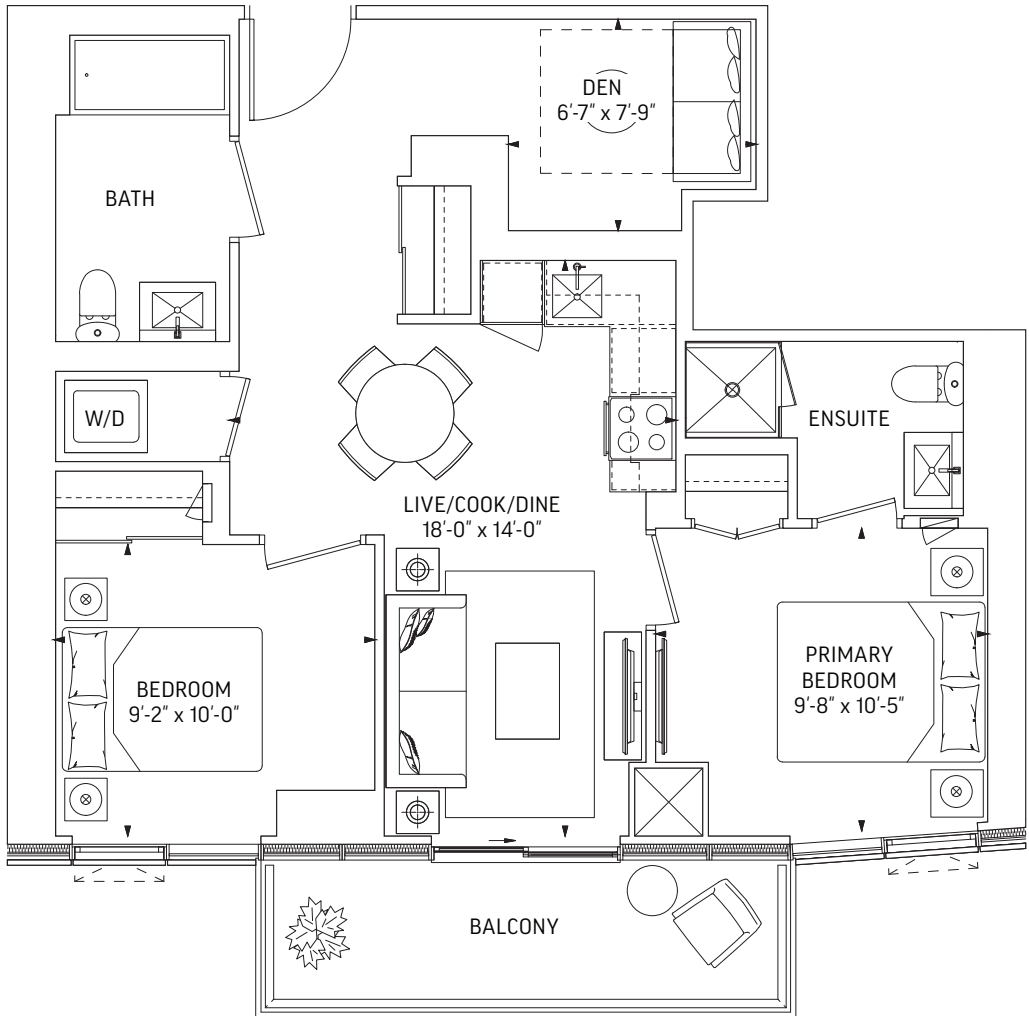 DEN
6'-7" x 7'-9"
BATH
W/D
ENSUITE
LIVE/COOK/DINE
18'-0" x 14'-0"
BEDROOM
9'-2" x 10'-0"
PRIMARY
BEDROOM
9'-8" x 10'-5"
BALCONY